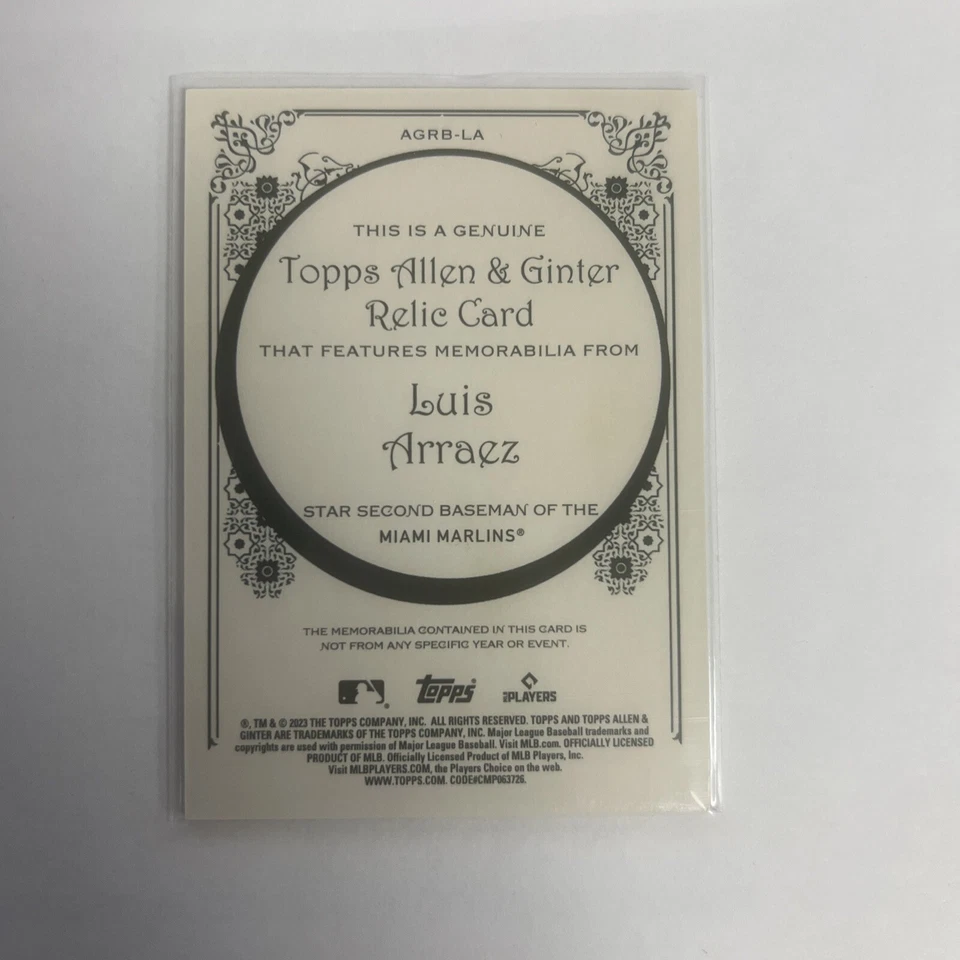 AGRB-LA
THIS IS A GENUINE
Topps Allen & Ginter
Relic Card
THAT FEATURES MEMORABILIA FROM
Luis
Arraez
STAR SECOND BASEMAN OF THE
MIAMI MARLINS®
THE MEMORABILIA CONTAINED IN THIS CARD IS
NOT FROM ANY SPECIFIC YEAR OR EVENT.
® topps MLB PLAYERS
®, TM & © 2023 THE TOPPS COMPANY, INC. ALL RIGHTS RESERVED. TOPPS AND TOPPS ALLEN &
GINTER ARE TRADEMARKS OF THE TOPPS COMPANY, INC. Major League Baseball trademarks and
copyrights are used with permission of Major League Baseball. Visit MLB.com. OFFICIALLY LICENSED
PRODUCT OF MLB. Officially Licensed Product of MLB Players, Inc.
Visit MLBPLAYERS.COM, the Players Choice on the web.
WWW.TOPPS.COM. CODE#CMP063726.